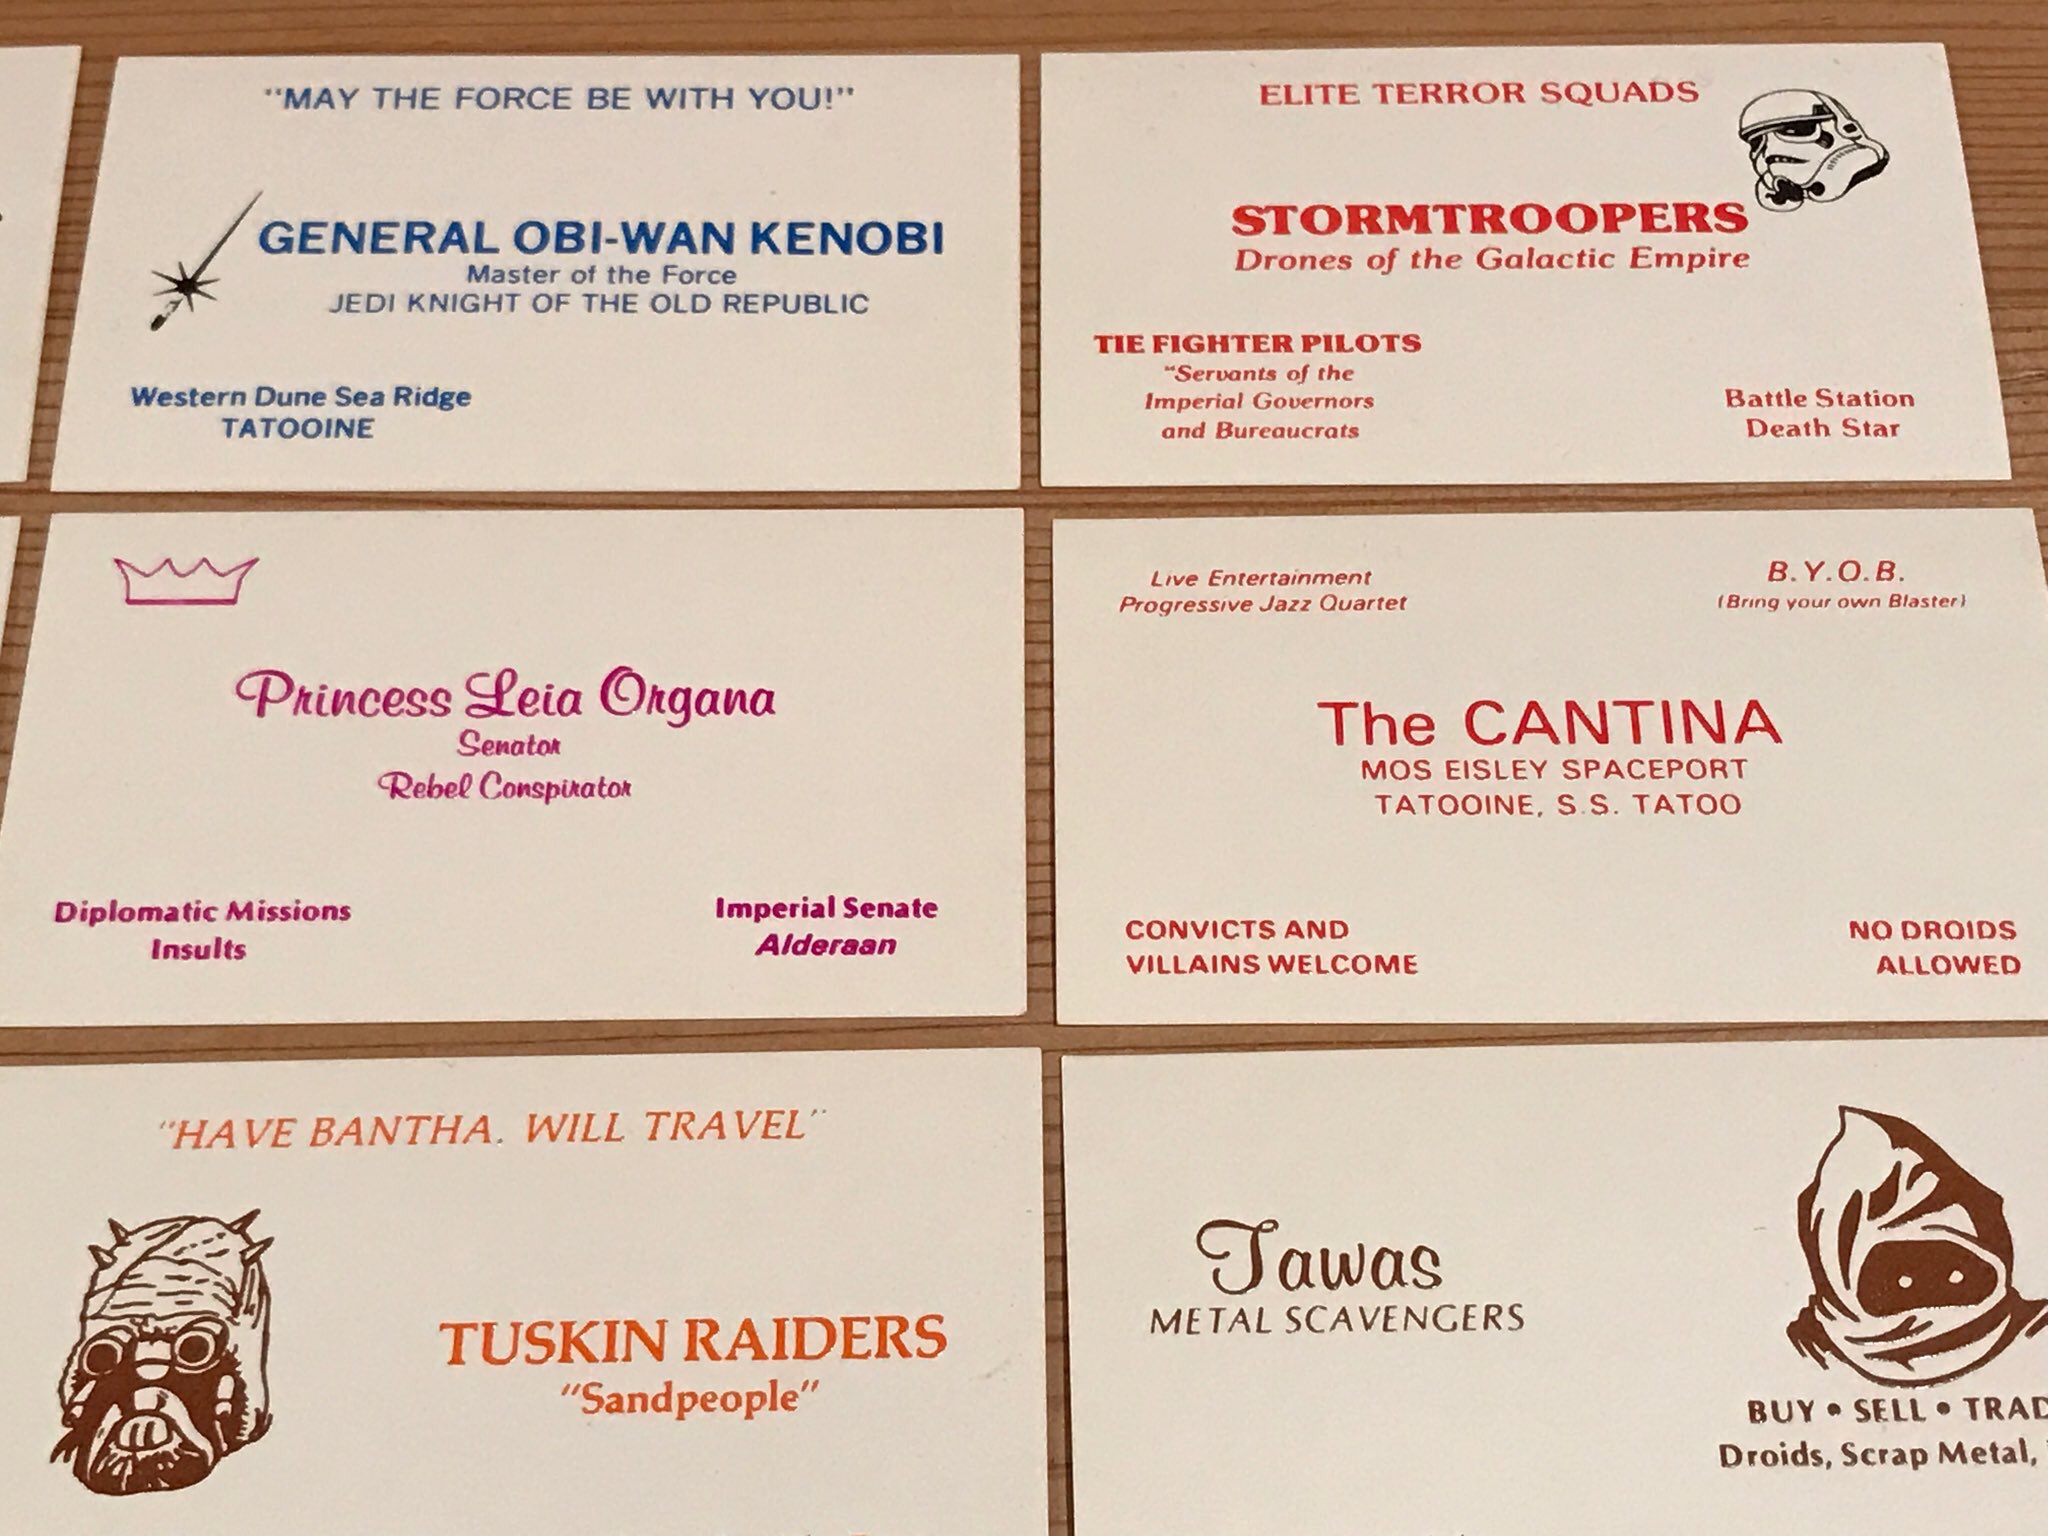 "MAY THE FORCE BE WITH YOU!"
GENERAL OBI-WAN KENOBI
Master of the Force
JEDI KNIGHT OF THE OLD REPUBLIC
Western Dune Sea Ridge
TATOOINE
ELITE TERROR SQUADS
STORMTROOPERS
Drones of the Galactic Empire
TIE FIGHTER PILOTS
"Servants of the
Imperial Governors
and Bureaucrats
Battle Station
Death Star
Princess Leia Organa
Senator
Rebel Conspirator
Diplomatic Missions
Insults
Imperial Senate
Alderaan
Live Entertainment
Progressive Jazz Quartet
B.Y.O.B.
(Bring your own Blaster)
The CANTINA
MOS EISLEY SPACEPORT
TATOOINE, S.S. TATOO
CONVICTS AND
VILLAINS WELCOME
NO DROIDS
ALLOWED
"HAVE BANTHA. WILL TRAVEL"
TUSKIN RAIDERS
"Sandpeople"
Jawas
METAL SCAVENGERS
BUY • SELL • TRAD
Droids, Scrap Metal,